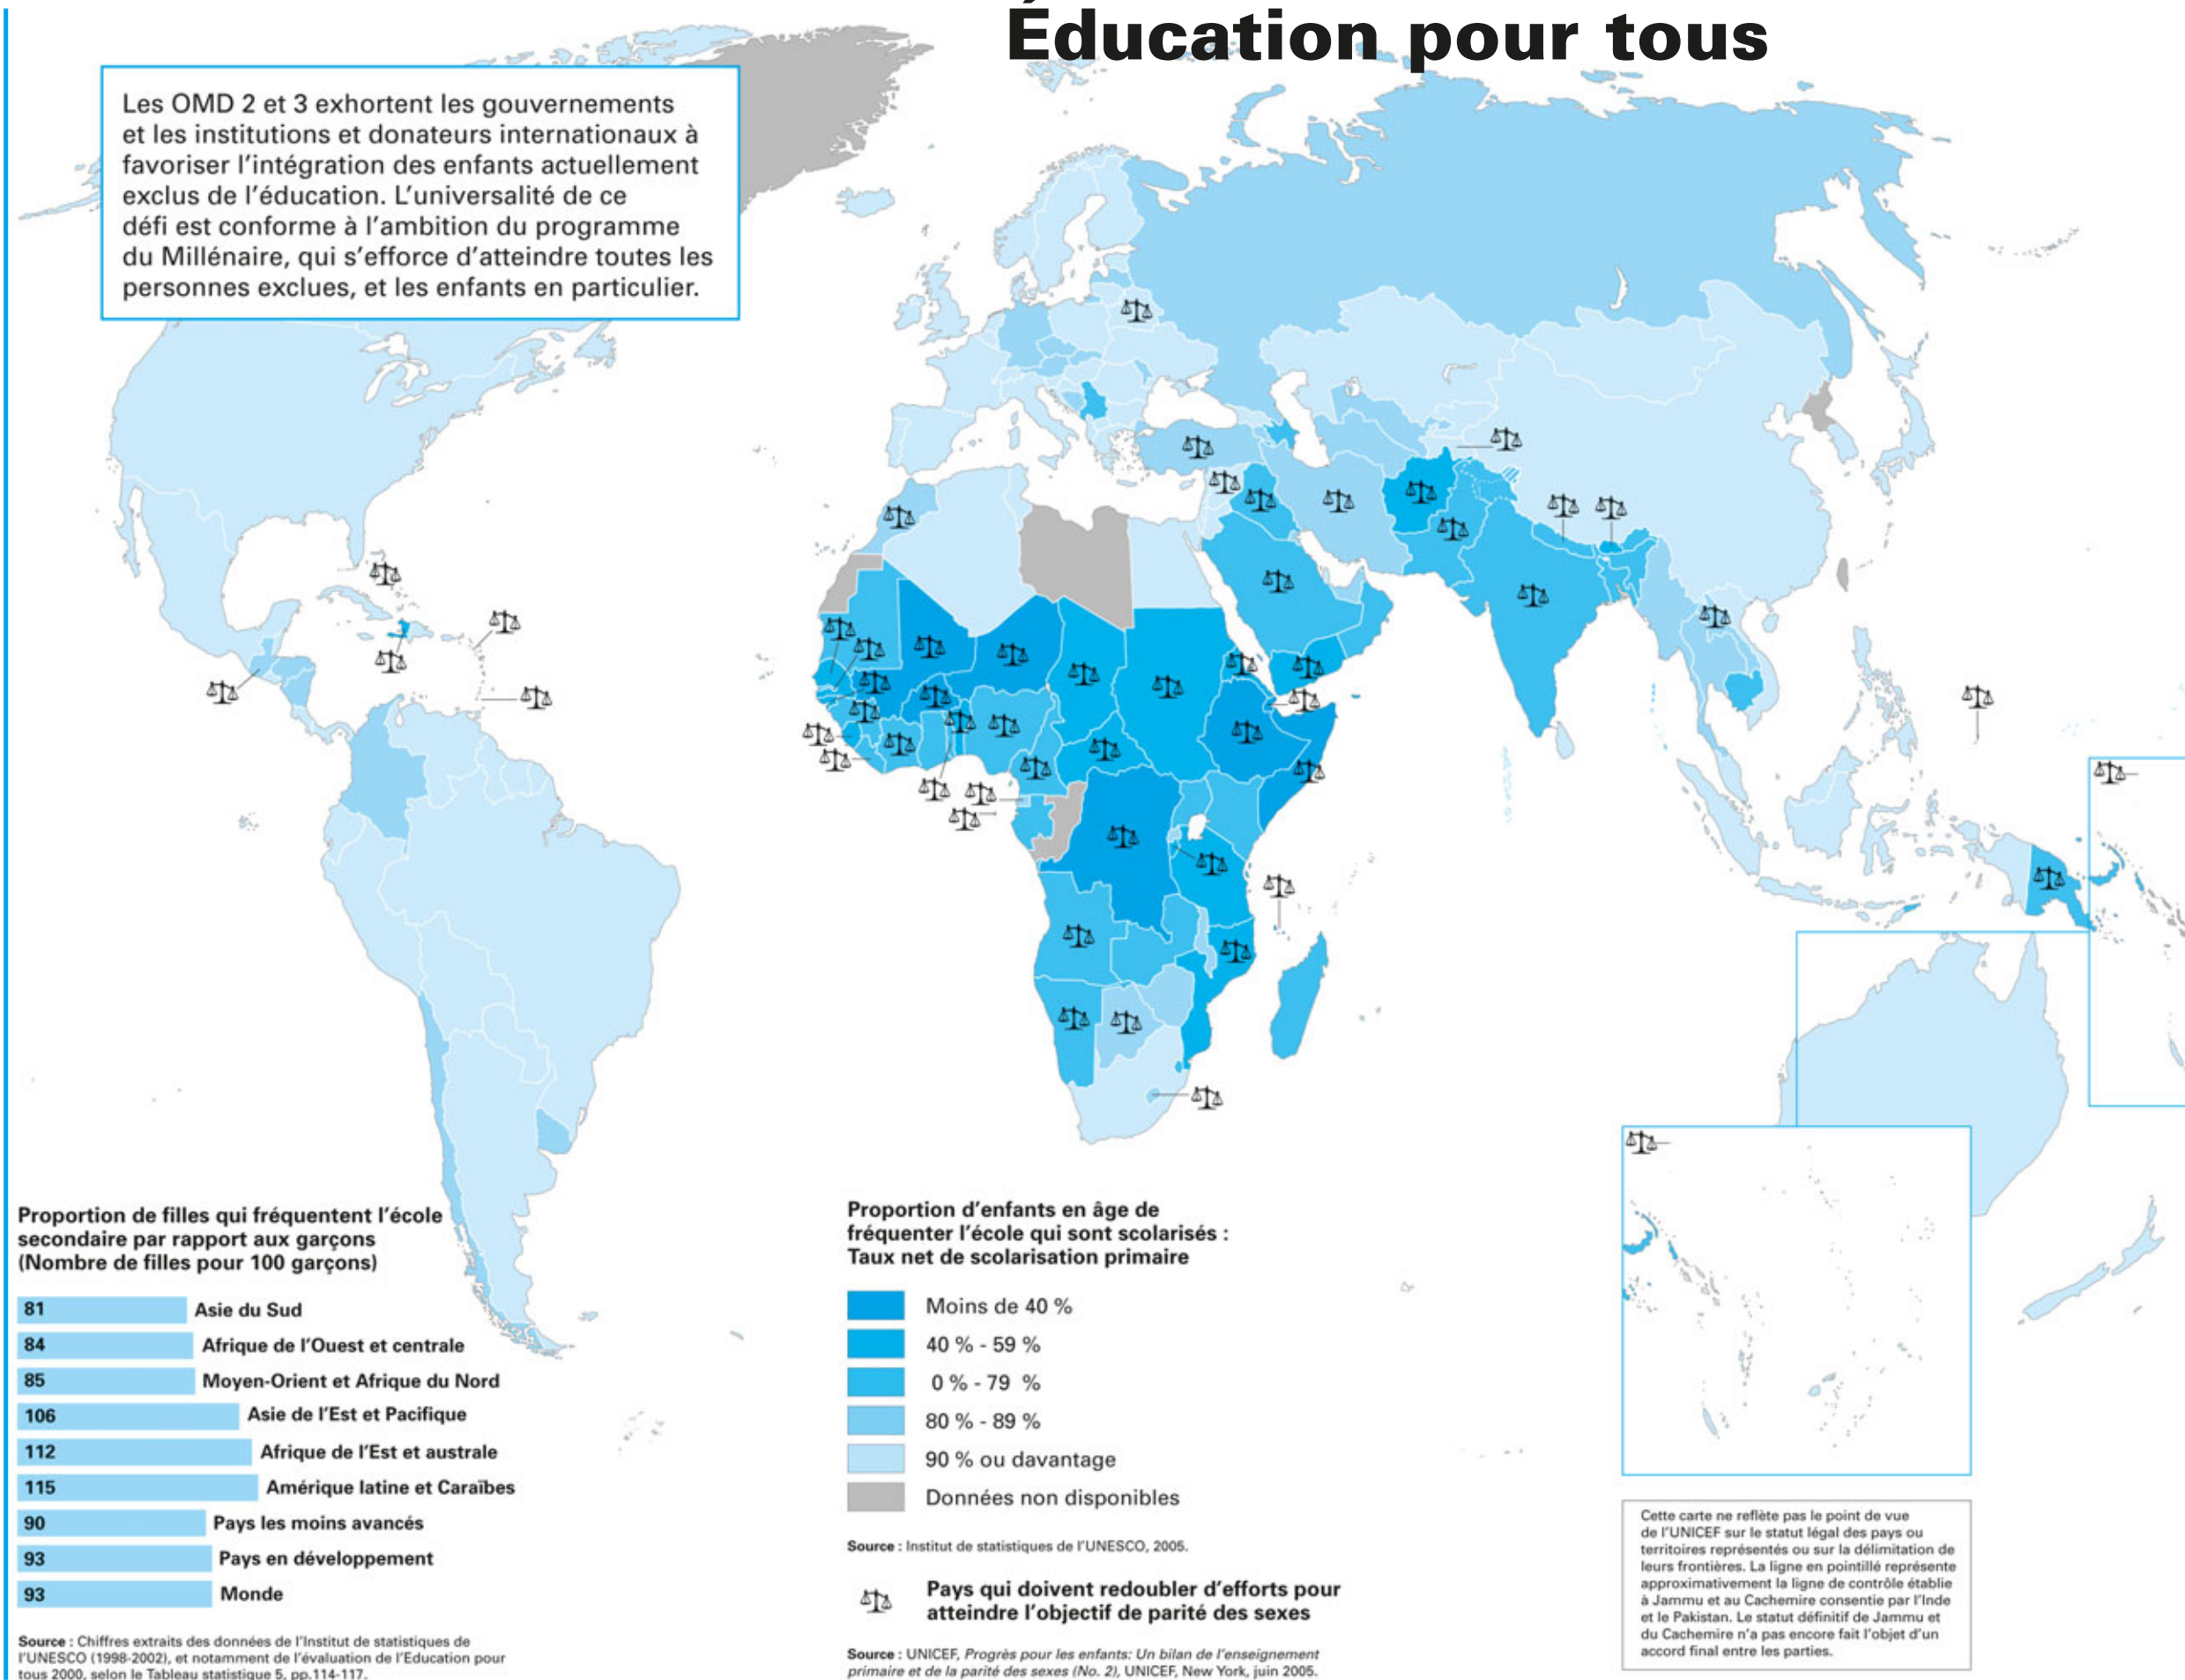 Éducation pour tous
Les OMD 2 et 3 exhortent les gouvernements
et les institutions et donateurs internationaux à
favoriser l’intégration des enfants actuellement
exclus de l’éducation. L’universalité de ce
défi est conforme à l’ambition du programme
du Millénaire, qui s’efforce d’atteindre toutes les
personnes exclues, et les enfants en particulier.
Proportion de filles qui fréquentent l’école
secondaire par rapport aux garçons
(Nombre de filles pour 100 garçons)
81 Asie du Sud
84 Afrique de l’Ouest et centrale
85 Moyen-Orient et Afrique du Nord
106 Asie de l’Est et Pacifique
112 Afrique de l’Est et australe
115 Amérique latine et Caraïbes
90 Pays les moins avancés
93 Pays en développement
93 Monde
Source : Chiffres extraits des données de l’Institut de statistiques de
l’UNESCO (1998-2002), et notamment de l’évaluation de l’Education pour
tous 2000, selon le Tableau statistique 5, pp.114-117.
Proportion d’enfants en âge de
fréquenter l’école qui sont scolarisés :
Taux net de scolarisation primaire
Moins de 40 %
40 % - 59 %
0 % - 79 %
80 % - 89 %
90 % ou davantage
Données non disponibles
Source : Institut de statistiques de l’UNESCO, 2005.
Pays qui doivent redoubler d’efforts pour
atteindre l’objectif de parité des sexes
Source : UNICEF, Progrès pour les enfants: Un bilan de l’enseignement
primaire et de la parité des sexes (No. 2), UNICEF, New York, juin 2005.
Cette carte ne reflète pas le point de vue
de l’UNICEF sur le statut légal des pays ou
territoires représentés ou sur la délimitation de
leurs frontières. La ligne en pointillé représente
approximativement la ligne de contrôle établie
à Jammu et au Cachemire consentie par l’Inde
et le Pakistan. Le statut définitif de Jammu et
du Cachemire n’a pas encore fait l’objet d’un
accord final entre les parties.